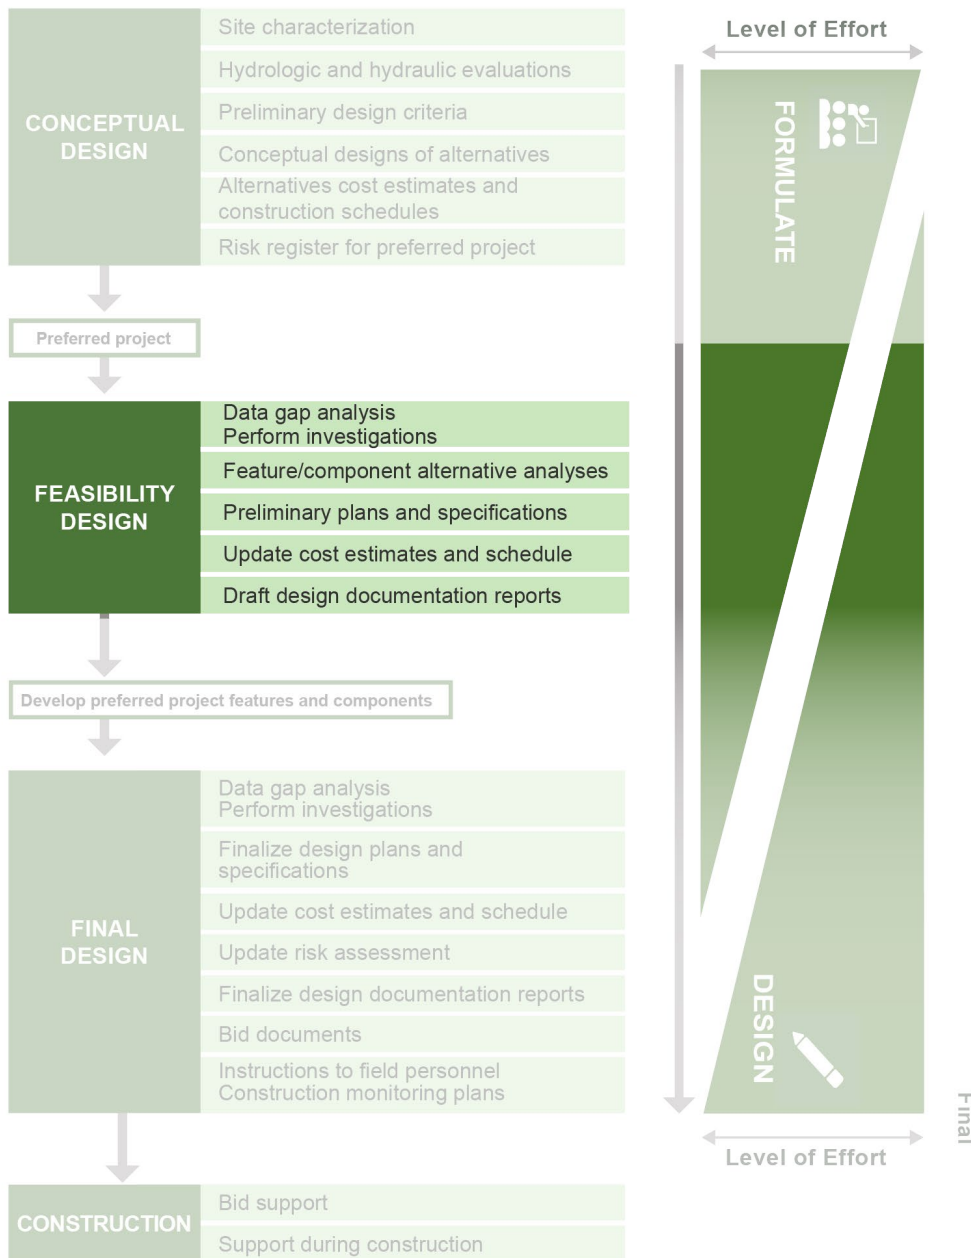 CONCEPTUAL
DESIGN
Site characterization
Hydrologic and hydraulic evaluations
Preliminary design criteria
Conceptual designs of alternatives
Alternatives cost estimates and
construction schedules
Risk register for preferred project
Preferred project
FEASIBILITY
DESIGN
Data gap analysis
Perform investigations
Feature/component alternative analyses
Preliminary plans and specifications
Update cost estimates and schedule
Draft design documentation reports
Develop preferred project features and components
FINAL
DESIGN
Data gap analysis
Perform investigations
Finalize design plans and
specifications
Update cost estimates and schedule
Update risk assessment
Finalize design documentation reports
Bid documents
Instructions to field personnel
Construction monitoring plans
CONSTRUCTION
Bid support
Support during construction
Level of Effort
FORMULATE
DESIGN
Level of Effort
Final